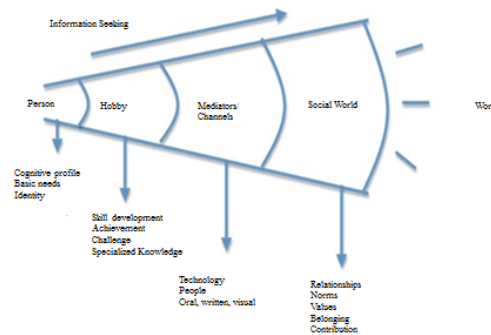 Information Seeking
Person
Hobby
Mediators/
Channels
Social World
Wor
Cognitive profile
Basic needs
Identity
Skill development
Achievement
Challenge
Specialized Knowledge
Technology
People
Oral, written, visual
Relationships
Norms
Values
Belonging
Contribution